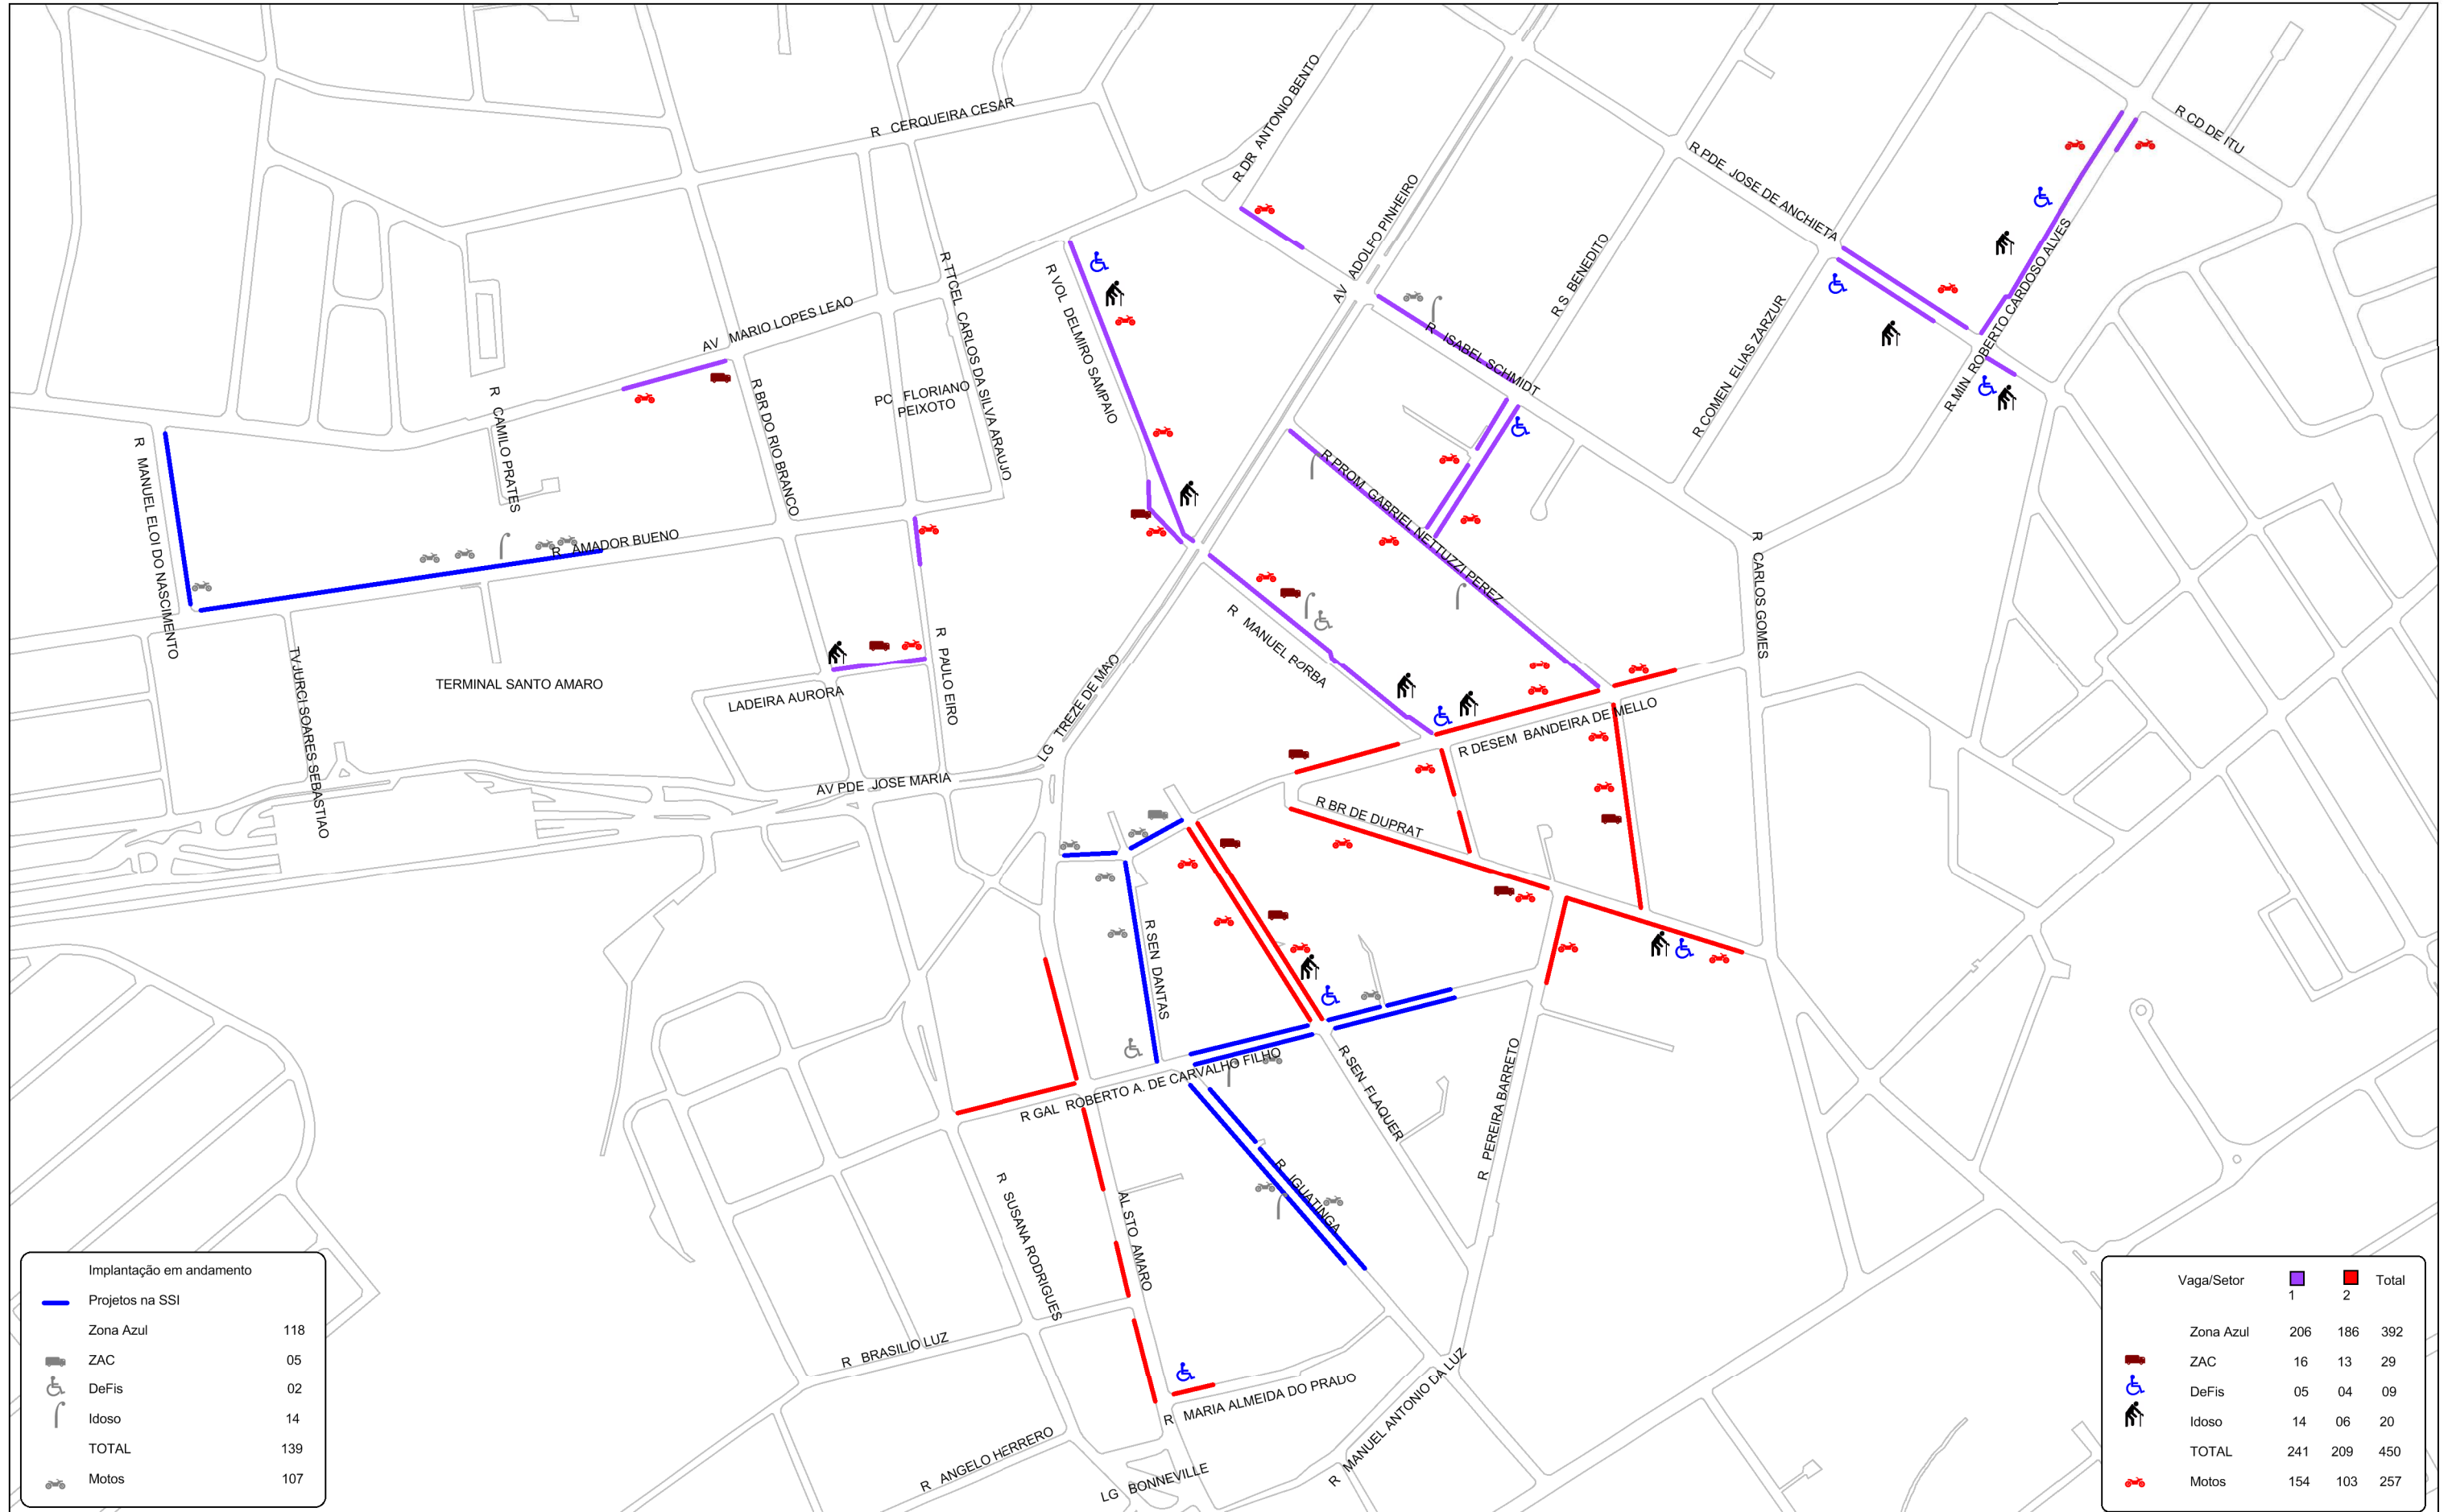 R CERQUEIRA CESAR
R DR ANTONIO BENTO
AV ADOLFO PINHEIRO
R PDE JOSE DE ANCHIETA
R CD DE ITU
R S BENEDITO
R MIN ROBERTO CARDOSO ALVES
R COMEN ELIAS ZARZUR
R ISABEL SCHMIDT
R VOL DELMIRO SAMPAIO
R TTCEL CARLOS DA SILVA ARAUJO
AV MARIO LOPES LEAO
PC FLORIANO
PEIXOTO
R BR DO RIO BRANCO
R CAMILO PRATES
R MANUEL ELOI DO NASCIMENTO
R AMADOR BUENO
R PROM GABRIEL NETTUZZI PEREZ
R CARLOS GOMES
R MANUEL BORBA
TV JURCI SOARES SEBASTIAO
TERMINAL SANTO AMARO
LADEIRA AURORA
R PAULO EIRO
LG TREZE DE MAIO
R DESEM BANDEIRA DE MELLO
AV PDE JOSE MARIA
R BR DE DUPRAT
R SEN DANTAS
R GAL ROBERTO A. DE CARVALHO FILHO
R SEN FLAQUER
R PEREIRA BARRETO
R IGUATINGA
R SUSANA RODRIGUES
AL STO AMARO
R BRASILIO LUZ
R MARIA ALMEIDA DO PRADO
R MANUEL ANTONIO DA LUZ
R ANGELO HERRERO
LG BONNEVILLE
Implantação em andamento
Projetos na SSI
Zona Azul 118
ZAC 05
DeFis 02
Idoso 14
TOTAL 139
Motos 107
Vaga/Setor Total
1 2
Zona Azul 206 186 392
ZAC 16 13 29
DeFis 05 04 09
Idoso 14 06 20
TOTAL 241 209 450
Motos 154 103 257